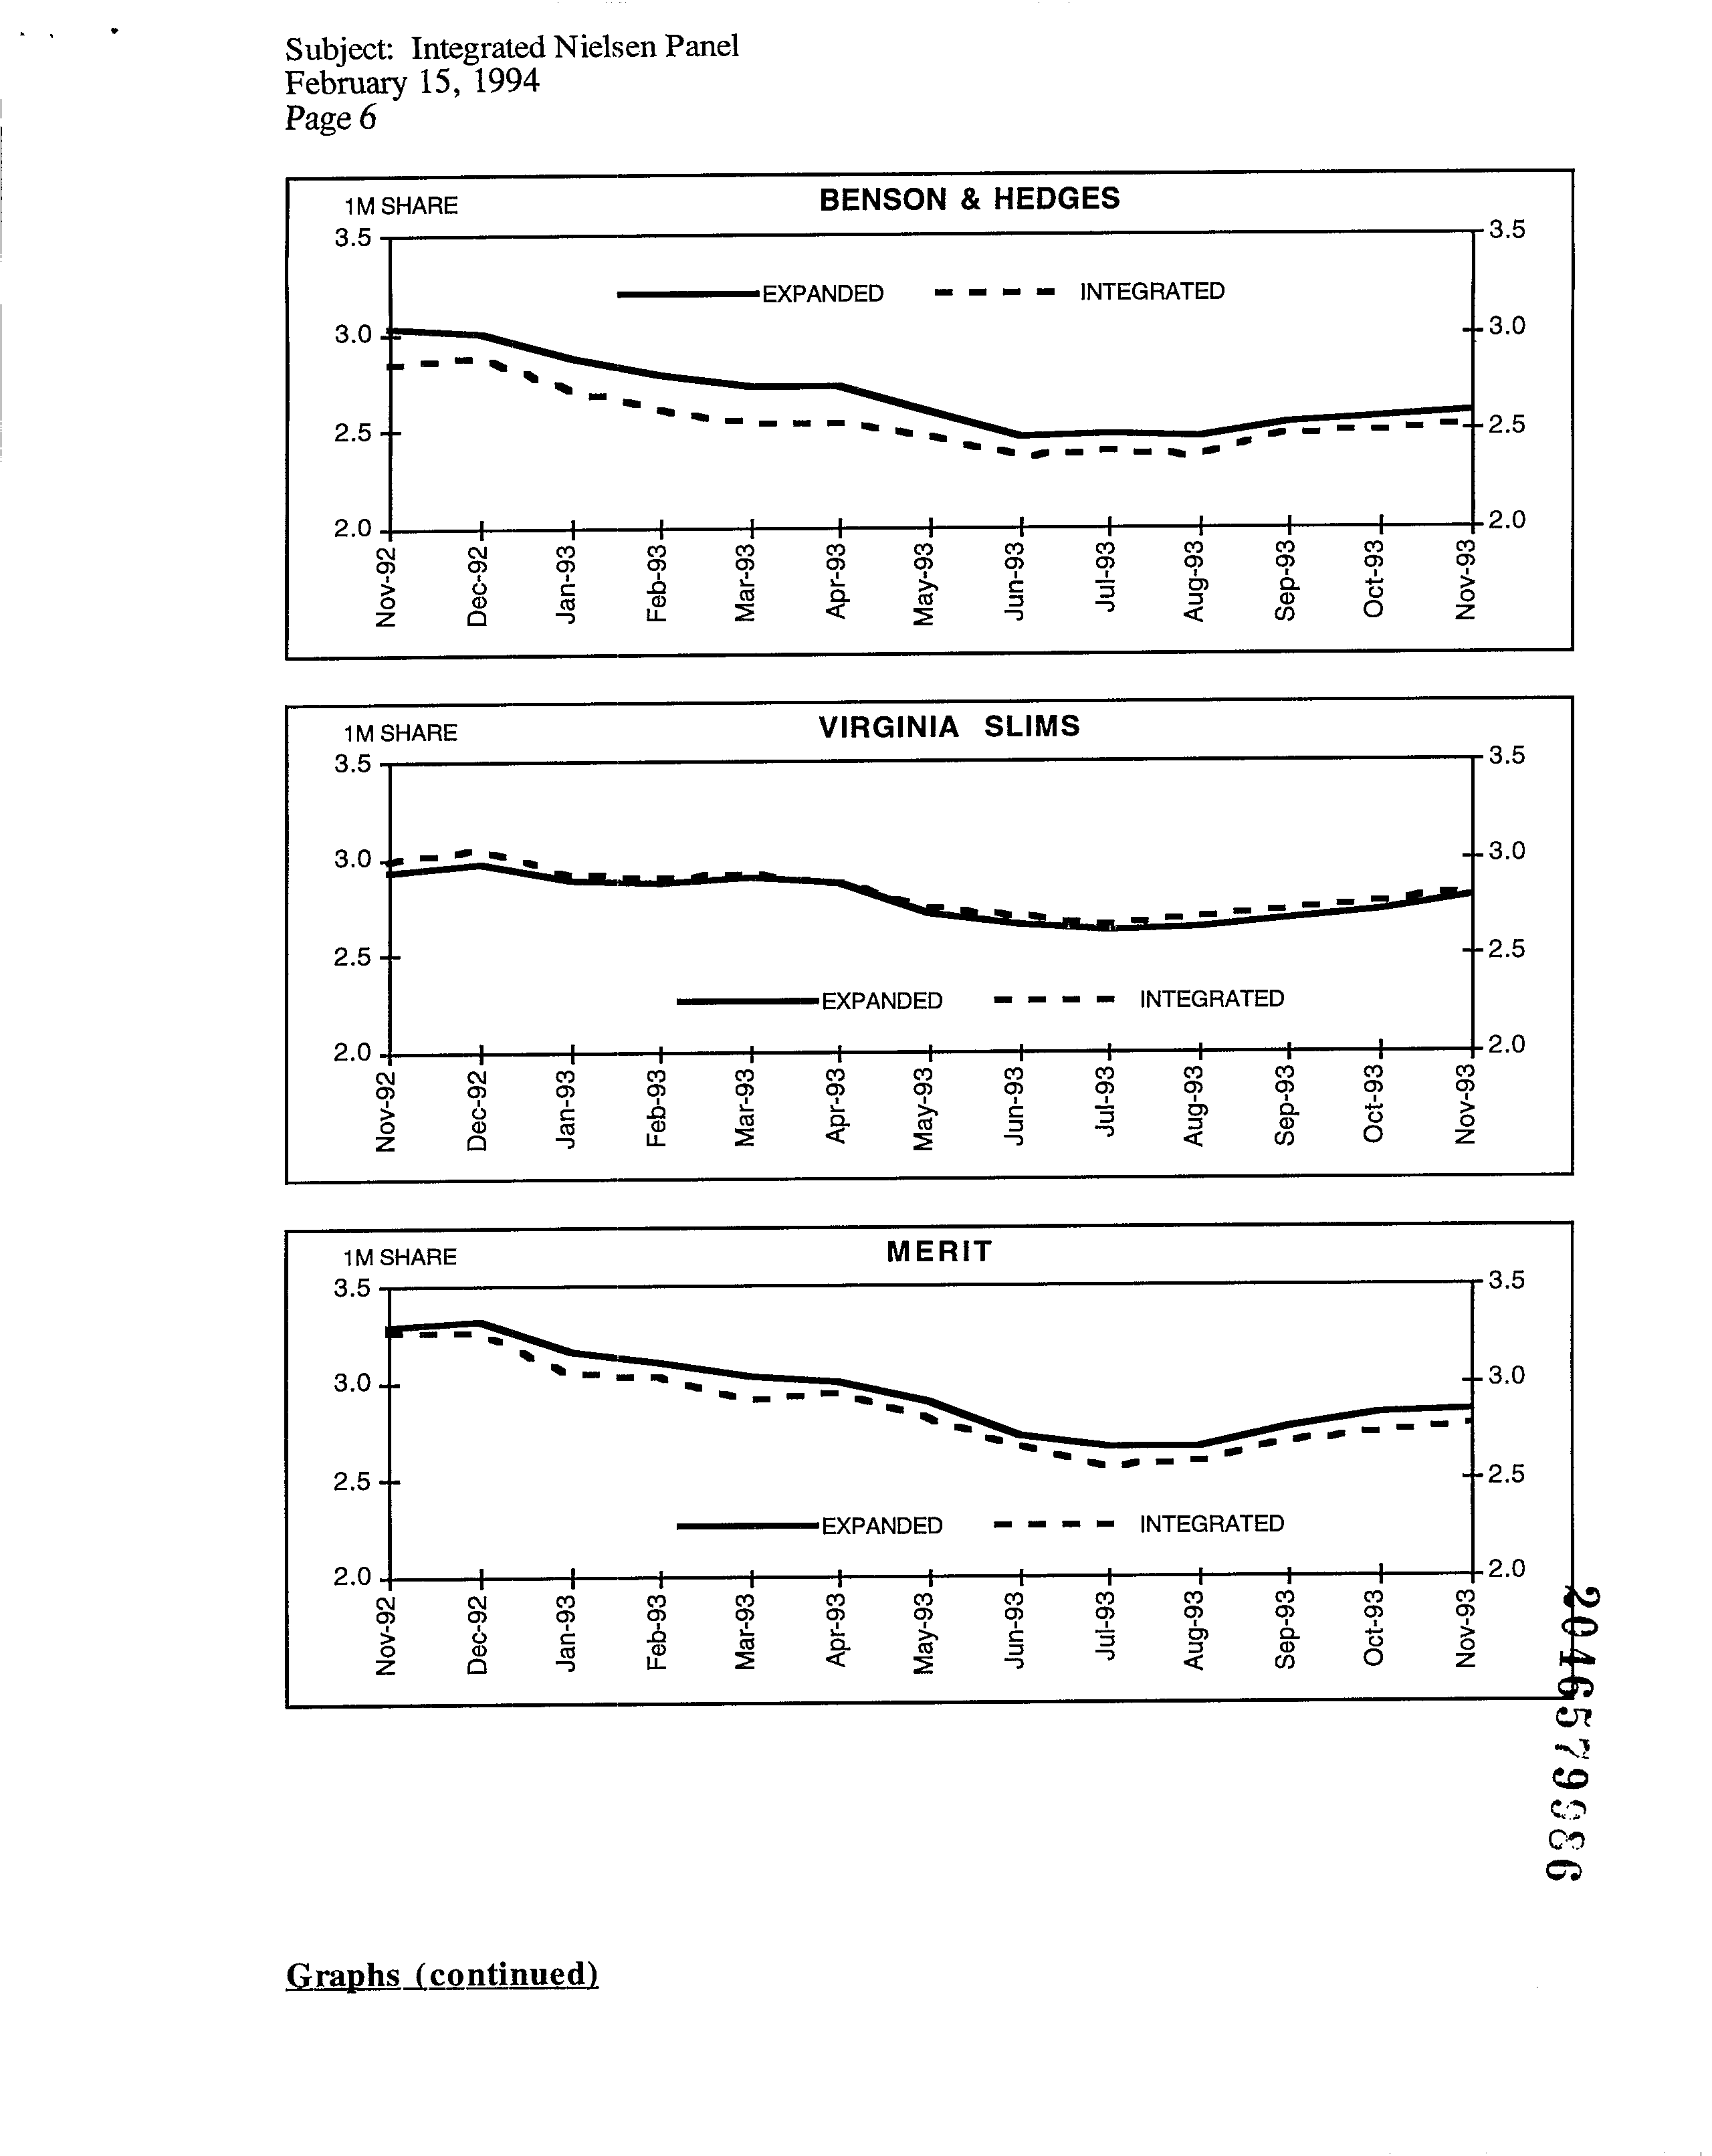 Subject: Integrated Nielsen Panel
February 15, 1994
Page 6
BENSON & HEDGES
1M SHARE
3.5 3.5
EXPANDED INTEGRATED
3.0 3.0
2.5 2.5
2.0 2.0
Nov-92 Dec-92 Jan-93 Feb-93 Mar-93 Apr-93 May-93 Jun-93 Jul-93 Aug-93 Sep-93 Oct-93 Nov-93
VIRGINIA SLIMS
1M SHARE
3.5 3.5
3.0 3.0
2.5 2.5
EXPANDED INTEGRATED
2.0 2.0
Nov-92 Dec-92 Jan-93 Feb-93 Mar-93 Apr-93 May-93 Jun-93 Jul-93 Aug-93 Sep-93 Oct-93 Nov-93
MERIT
1M SHARE
3.5 3.5
3.0 3.0
2.5 2.5
EXPANDED INTEGRATED
2.0 2.0
Nov-92 Dec-92 Jan-93 Feb-93 Mar-93 Apr-93 May-93 Jun-93 Jul-93 Aug-93 Sep-93 Oct-93 Nov-93
Graphs (continued)